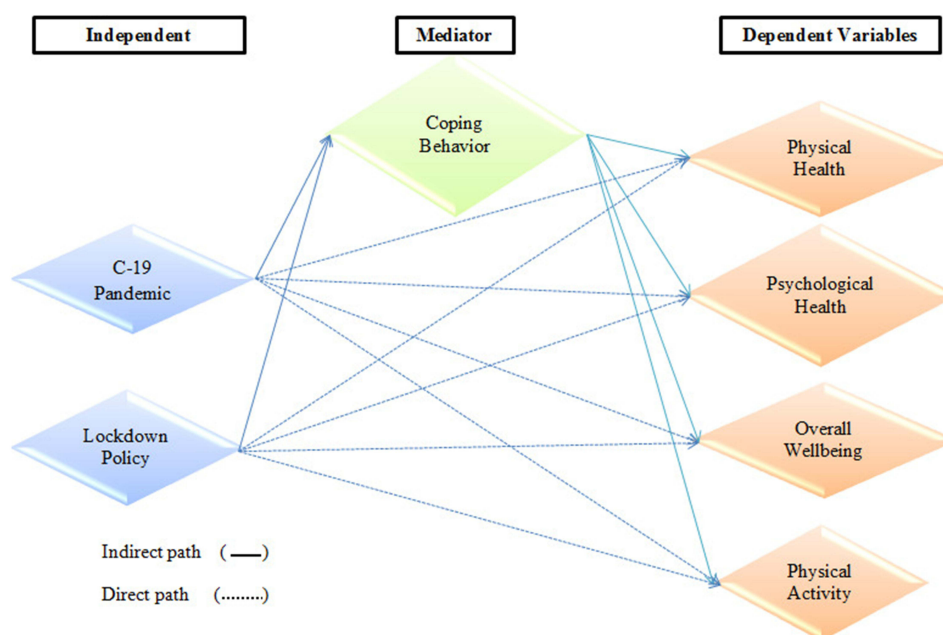 Independent
Mediator
Dependent Variables
Coping
Behavior
Physical
Health
C-19
Pandemic
Psychological
Health
Lockdown
Policy
Overall
Wellbeing
Physical
Activity
Indirect path ( ___ )
Direct path (.........)